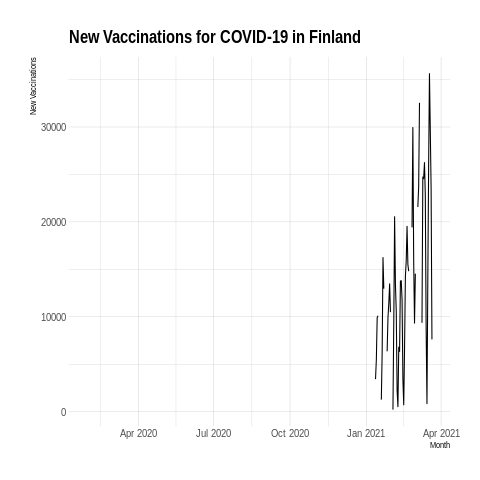 New Vaccinations for COVID-19 in Finland
New Vaccinations
30000
20000
10000
0
Apr 2020 Jul 2020 Oct 2020 Jan 2021 Apr 2021
Month